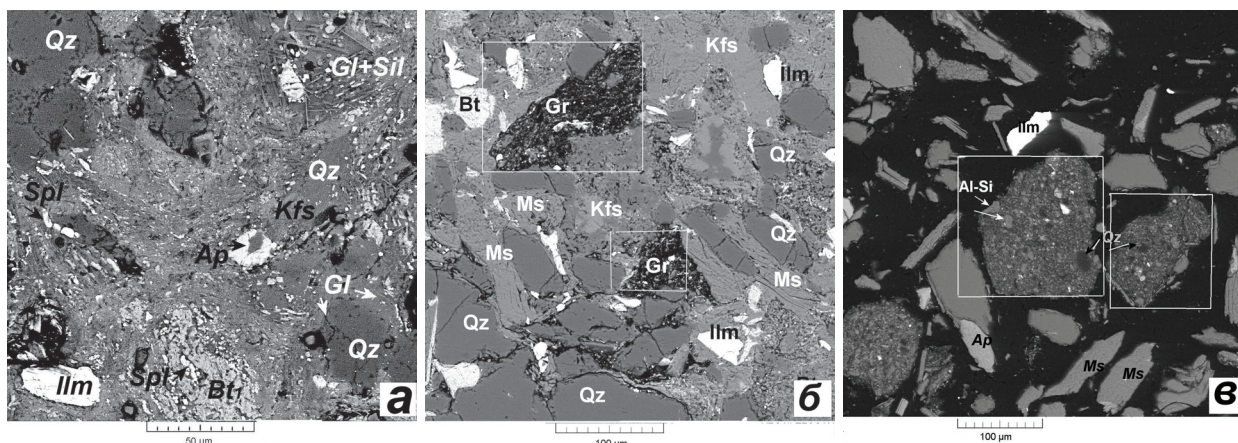 Qz
Gl+Sil
Qz
Spl
Kfs
Ap
Gl
Qz
Spl
Bt1
Ilm
а
50 µm
Kfs
Ilm
Bt
Gr
Qz
Ms
Kfs
Qz
Ms
Gr
Ms
Qz
Ilm
Qz
б
100 µm
Ilm
Al-Si
Qz
Ap
Ms
Ms
в
100 µm